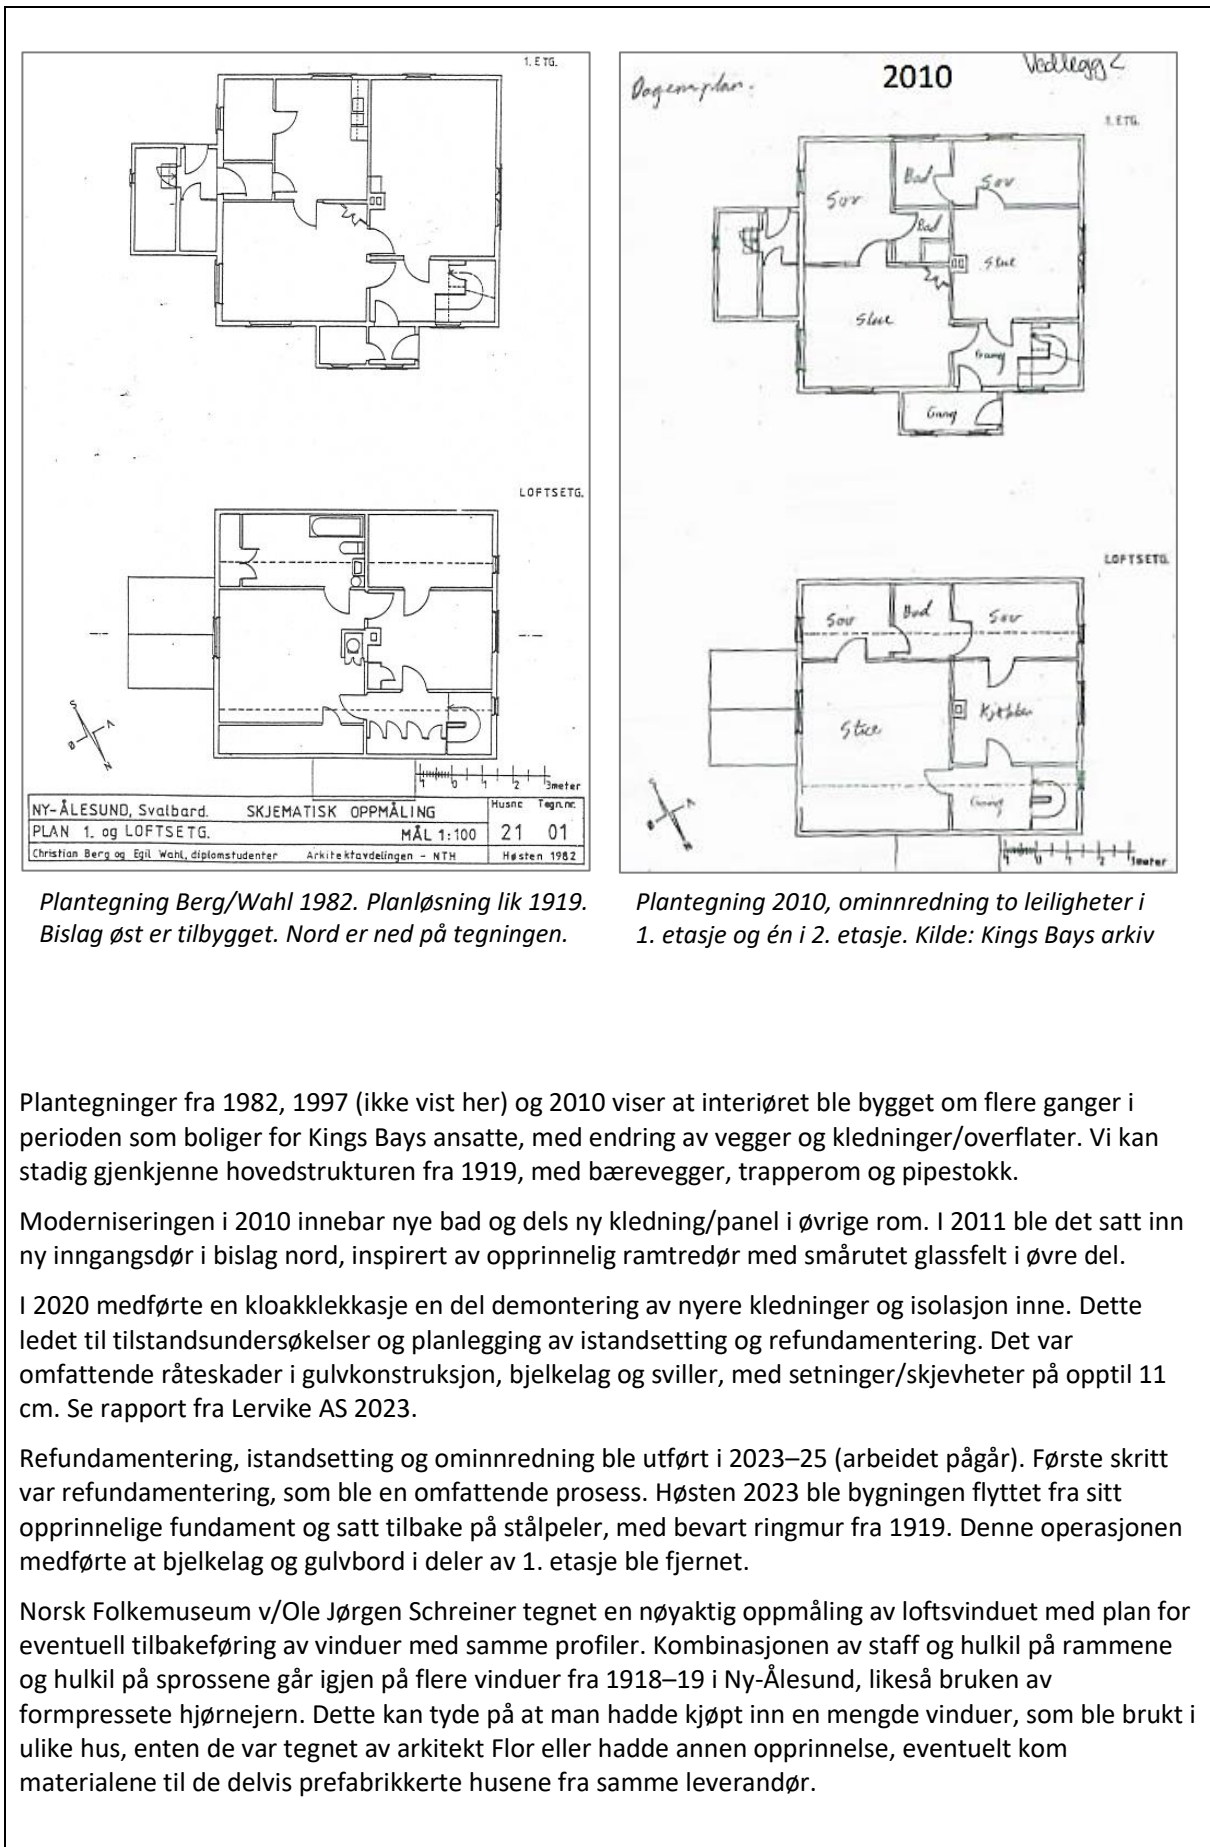 1. ETG.
LOFTSETG.
S
V
Ø
N
1 0 1 2 3meter
NY-ÅLESUND, Svalbard. SKJEMATISK OPPMÅLING
Husnr. Tegn.nr.
PLAN 1. og LOFTSETG. MÅL 1:100
21 01
Christian Berg og Egil Wahl, diplomstudenter Arkitektavdelingen - NTH Høsten 1982
Dagens plan.
2010
Vedlegg 2
1. ETG.
Bad
Sov
Sov
Bad
Stue
Stue
Gang
Gang
LOFTSETG.
Sov
Bad
Sov
Stue
Kjøkken
Gang
S
V
Ø
N
1 0 1 2 3meter
Plantegning Berg/Wahl 1982. Planløsning lik 1919.
Bislag øst er tilbygget. Nord er ned på tegningen.
Plantegning 2010, ominnredning to leiligheter i
1. etasje og én i 2. etasje. Kilde: Kings Bays arkiv
Plantegninger fra 1982, 1997 (ikke vist her) og 2010 viser at interiøret ble bygget om flere ganger i
perioden som boliger for Kings Bays ansatte, med endring av vegger og kledninger/overflater. Vi kan
stadig gjenkjenne hovedstrukturen fra 1919, med bærevegger, trapperom og pipestokk.
Moderniseringen i 2010 innebar nye bad og dels ny kledning/panel i øvrige rom. I 2011 ble det satt inn
ny inngangsdør i bislag nord, inspirert av opprinnelig ramtredør med smårutet glassfelt i øvre del.
I 2020 medførte en kloakklekkasje en del demontering av nyere kledninger og isolasjon inne. Dette
ledet til tilstandsundersøkelser og planlegging av istandsetting og refundamentering. Det var
omfattende råteskader i gulvkonstruksjon, bjelkelag og sviller, med setninger/skjevheter på opptil 11
cm. Se rapport fra Lervike AS 2023.
Refundamentering, istandsetting og ominnredning ble utført i 2023–25 (arbeidet pågår). Første skritt
var refundamentering, som ble en omfattende prosess. Høsten 2023 ble bygningen flyttet fra sitt
opprinnelige fundament og satt tilbake på stålpeler, med bevart ringmur fra 1919. Denne operasjonen
medførte at bjelkelag og gulvbord i deler av 1. etasje ble fjernet.
Norsk Folkemuseum v/Ole Jørgen Schreiner tegnet en nøyaktig oppmåling av loftsvinduet med plan for
eventuell tilbakeføring av vinduer med samme profiler. Kombinasjonen av staff og hulkil på rammene
og hulkil på sprossene går igjen på flere vinduer fra 1918–19 i Ny-Ålesund, likeså bruken av
formpressete hjørnejern. Dette kan tyde på at man hadde kjøpt inn en mengde vinduer, som ble brukt i
ulike hus, enten de var tegnet av arkitekt Flor eller hadde annen opprinnelse, eventuelt kom
materialene til de delvis prefabrikkerte husene fra samme leverandør.